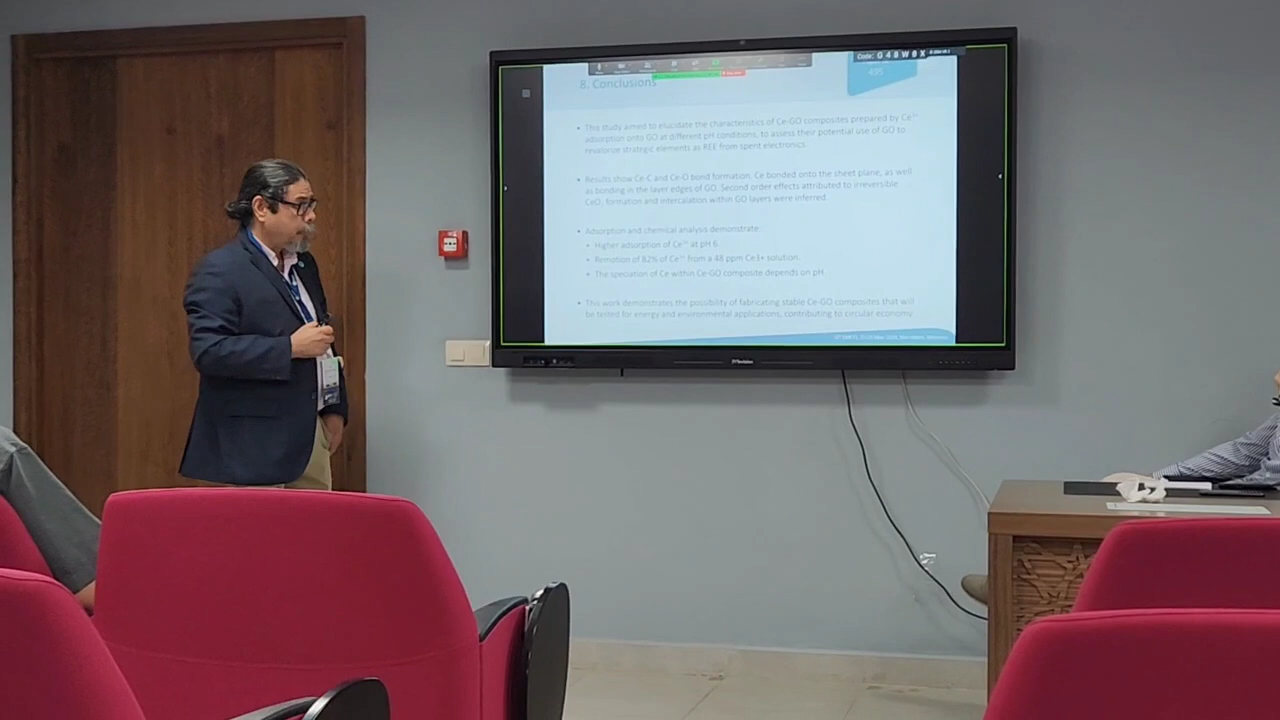 Code: G 4 8 W 8 X
495
8. Conclusions
• This study aimed to elucidate the characteristics of Ce-GO composites prepared by Ce³⁺
adsorption onto GO at different pH conditions, to assess their potential use of GO to
revalorize strategic elements as REE from spent electronics.
• Results show Ce-C and Ce-O bond formation. Ce bonded onto the sheet plane, as well
as bonding in the layer edges of GO. Second order effects attributed to irreversible
CeO₂ formation and intercalation within GO layers were inferred.
• Adsorption and chemical analysis demonstrate:
• Higher adsorption of Ce³⁺ at pH 6.
• Remotion of 82% of Ce³⁺ from a 48 ppm Ce3+ solution.
• The speciation of Ce within Ce-GO composite depends on pH.
• This work demonstrates the possibility of fabricating stable Ce-GO composites that will
be tested for energy and environmental applications, contributing to circular economy.